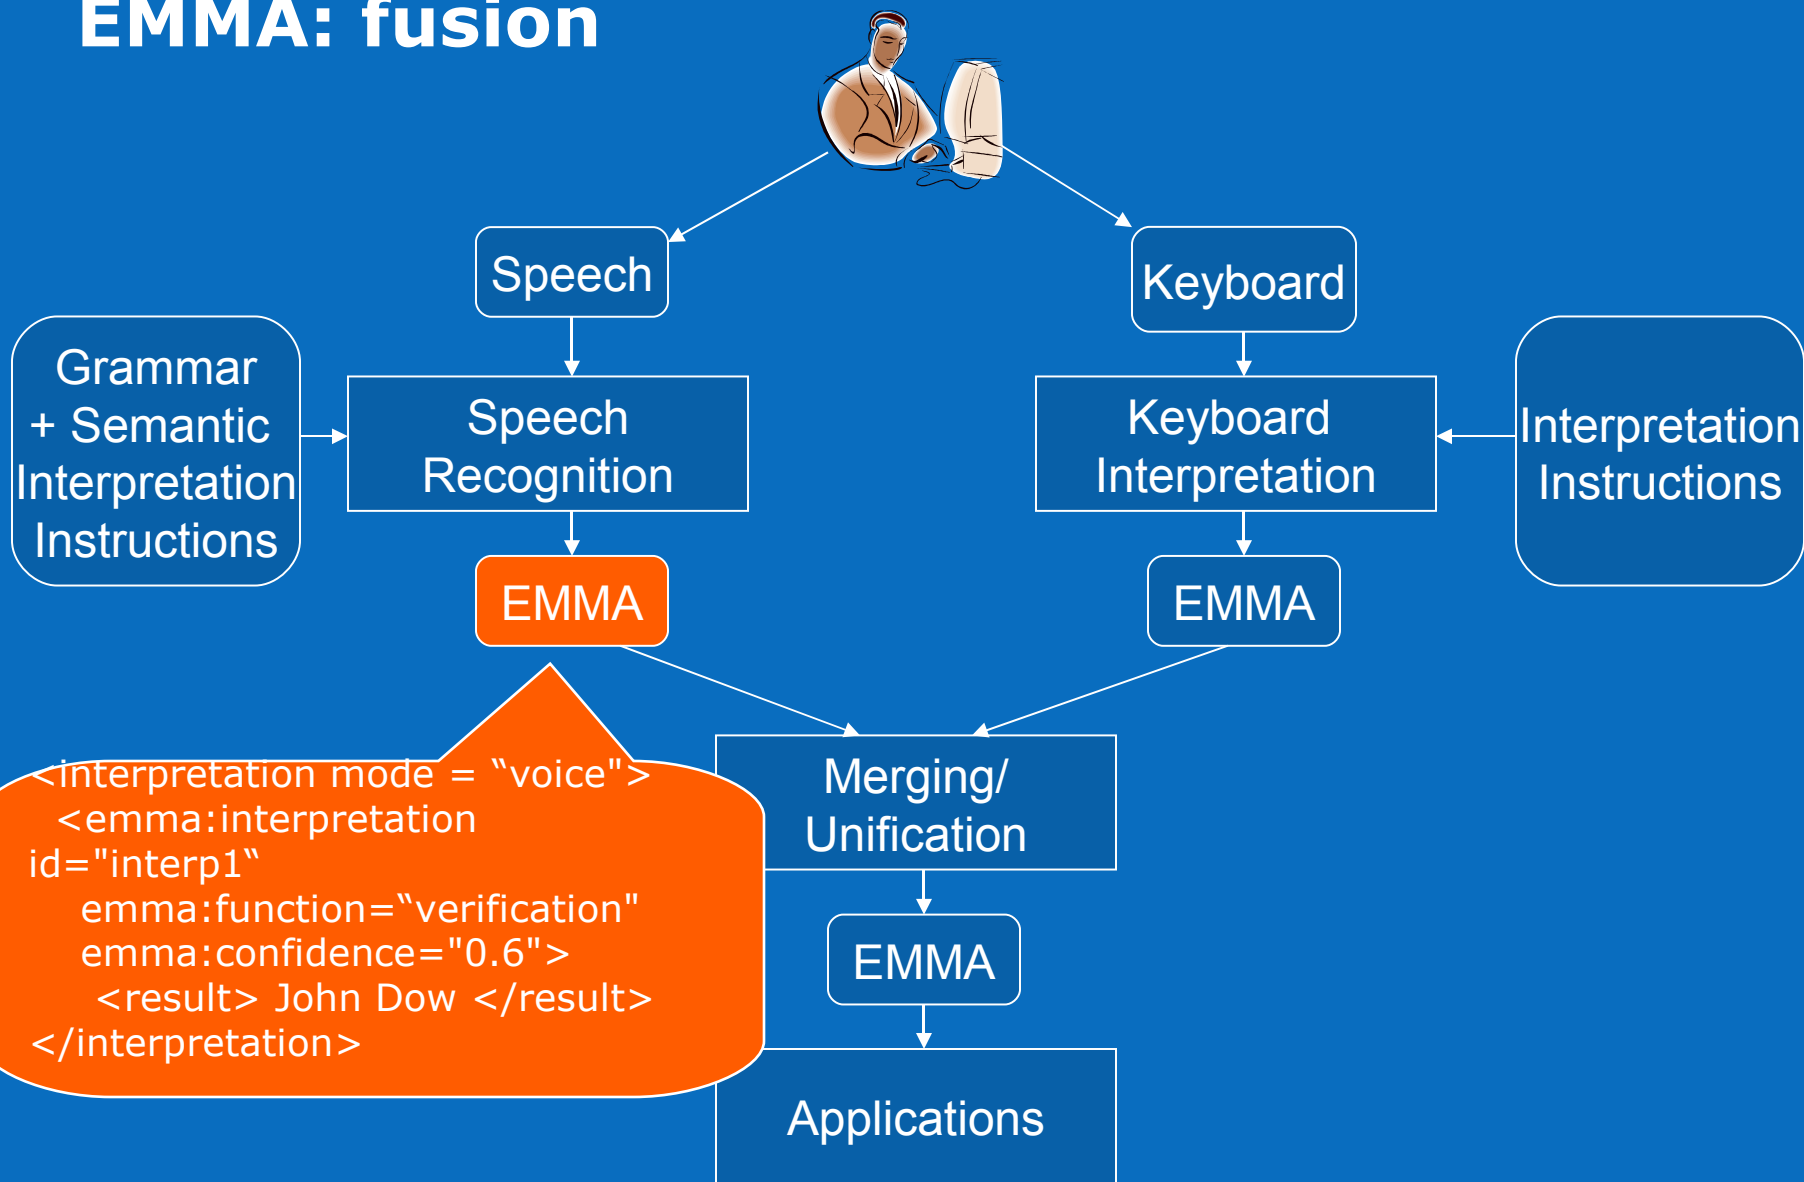 EMMA: fusion
Speech
Keyboard
Grammar
+ Semantic
Interpretation
Instructions
Speech
Recognition
Keyboard
Interpretation
Interpretation
Instructions
EMMA
EMMA
<interpretation mode = “voice">
<emma:interpretation
id="interp1“
emma:function=“verification"
emma:confidence="0.6">
<result> John Dow </result>
</interpretation>
Merging/
Unification
EMMA
Applications